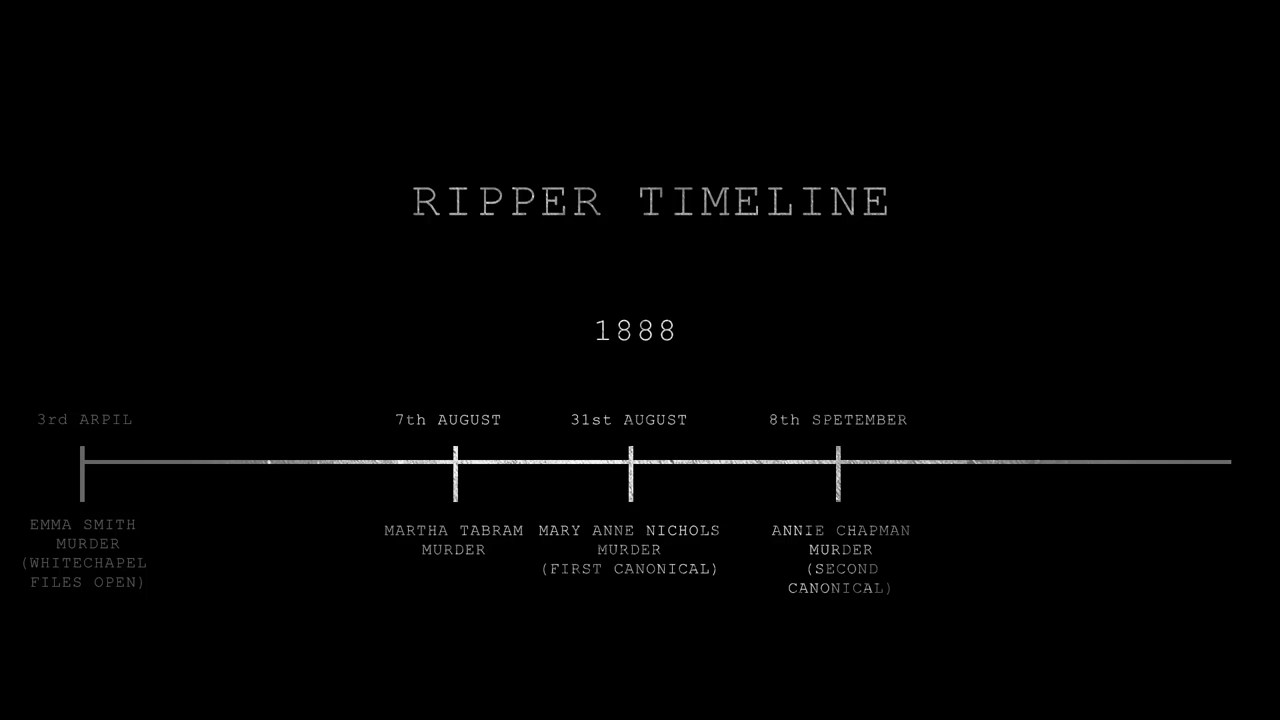 RIPPER TIMELINE
1888
3rd ARPIL
7th AUGUST
31st AUGUST
8th SPETEMBER
EMMA SMITH
MURDER
(WHITECHAPEL
FILES OPEN)
MARTHA TABRAM
MURDER
MARY ANNE NICHOLS
MURDER
(FIRST CANONICAL)
ANNIE CHAPMAN
MURDER
(SECOND
CANONICAL)